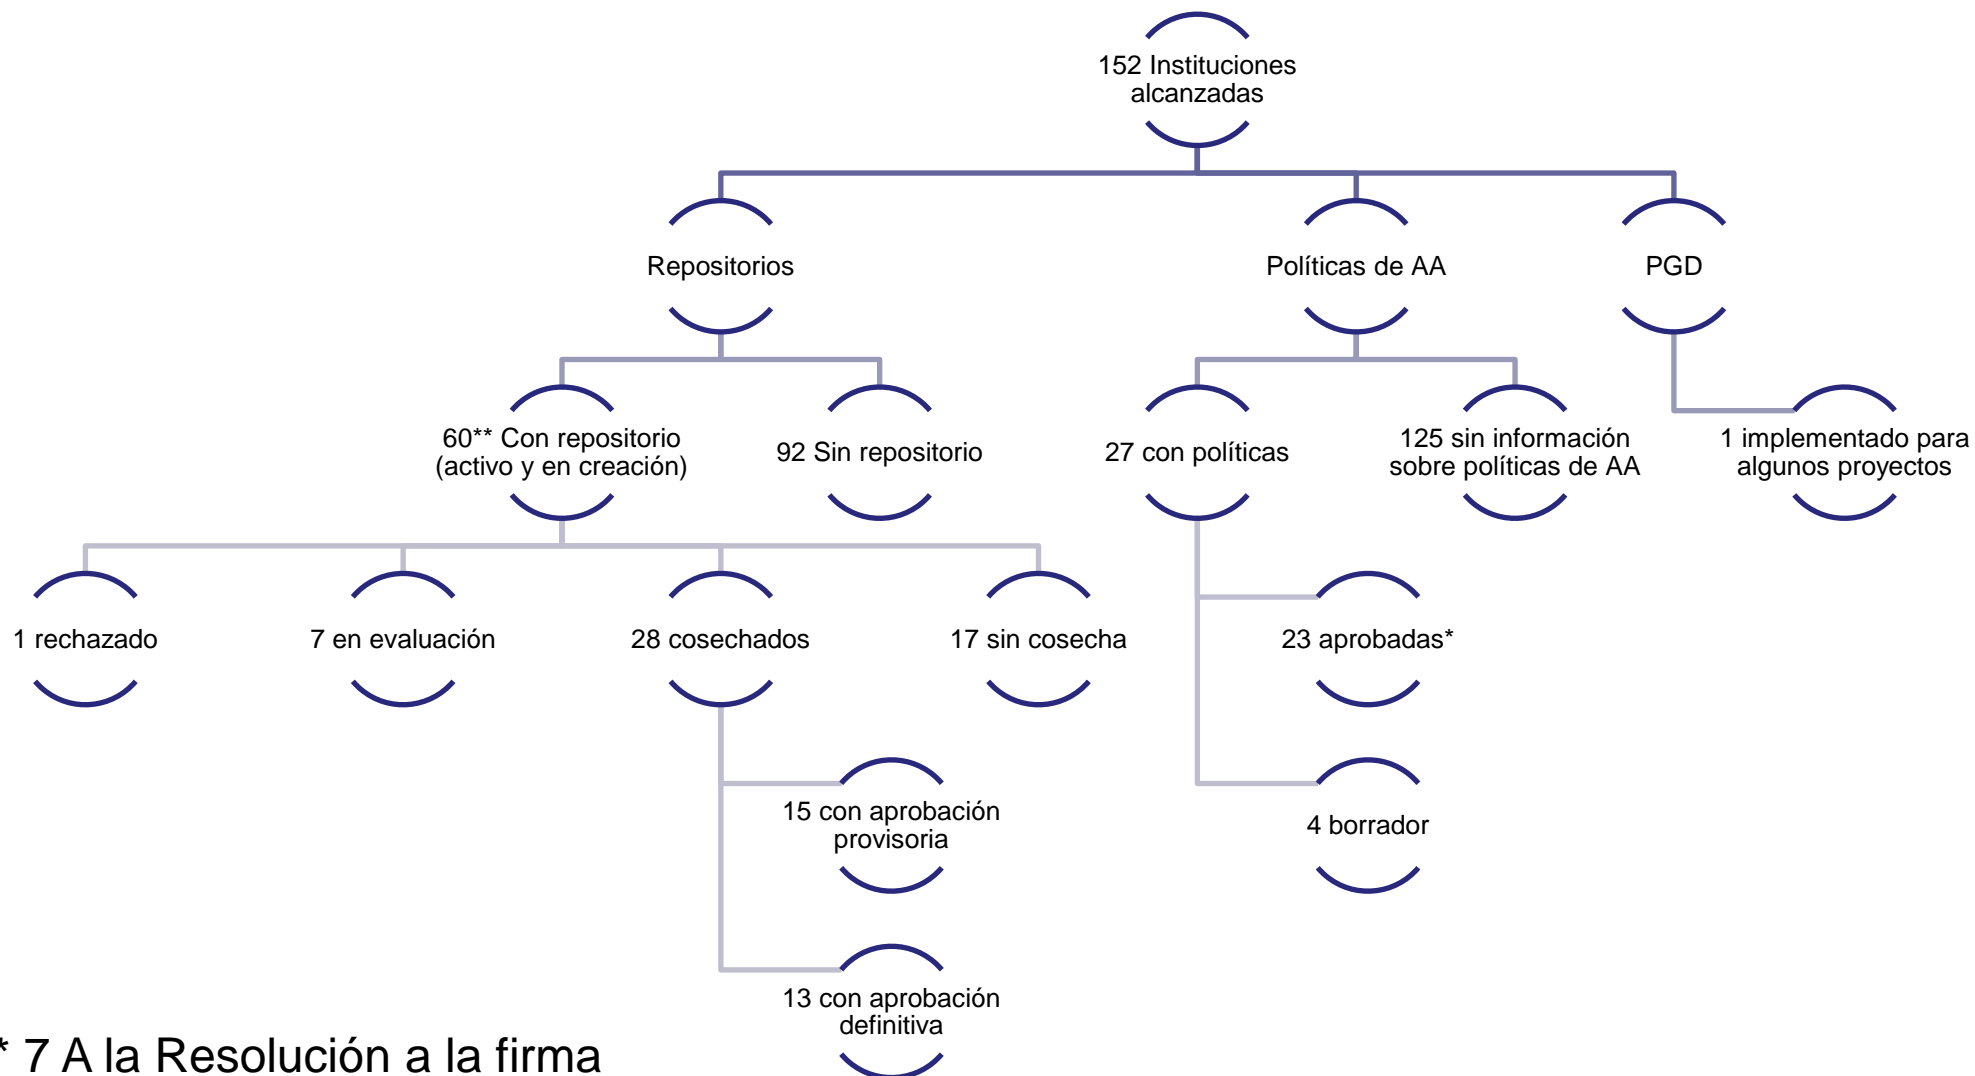 152 Instituciones
alcanzadas
Repositorios
Políticas de AA
PGD
60** Con repositorio
(activo y en creación)
92 Sin repositorio
27 con políticas
125 sin información
sobre políticas de AA
1 implementado para
algunos proyectos
1 rechazado
7 en evaluación
28 cosechados
17 sin cosecha
23 aprobadas*
15 con aprobación
provisoria
4 borrador
13 con aprobación
definitiva
* 7 A la Resolución a la firma